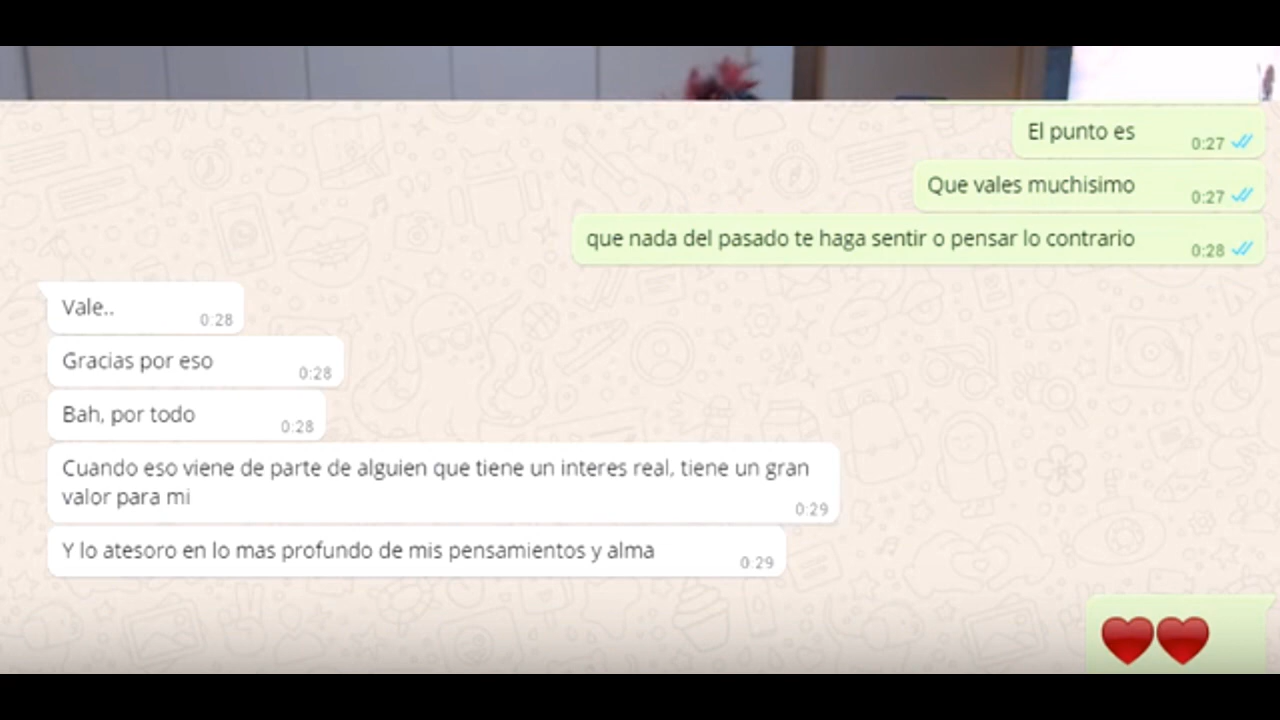 El punto es
0:27
Que vales muchisimo
0:27
que nada del pasado te haga sentir o pensar lo contrario
0:28
Vale..
0:28
Gracias por eso
0:28
Bah, por todo
0:28
Cuando eso viene de parte de alguien que tiene un interes real, tiene un gran
valor para mi
0:29
Y lo atesoro en lo mas profundo de mis pensamientos y alma
0:29